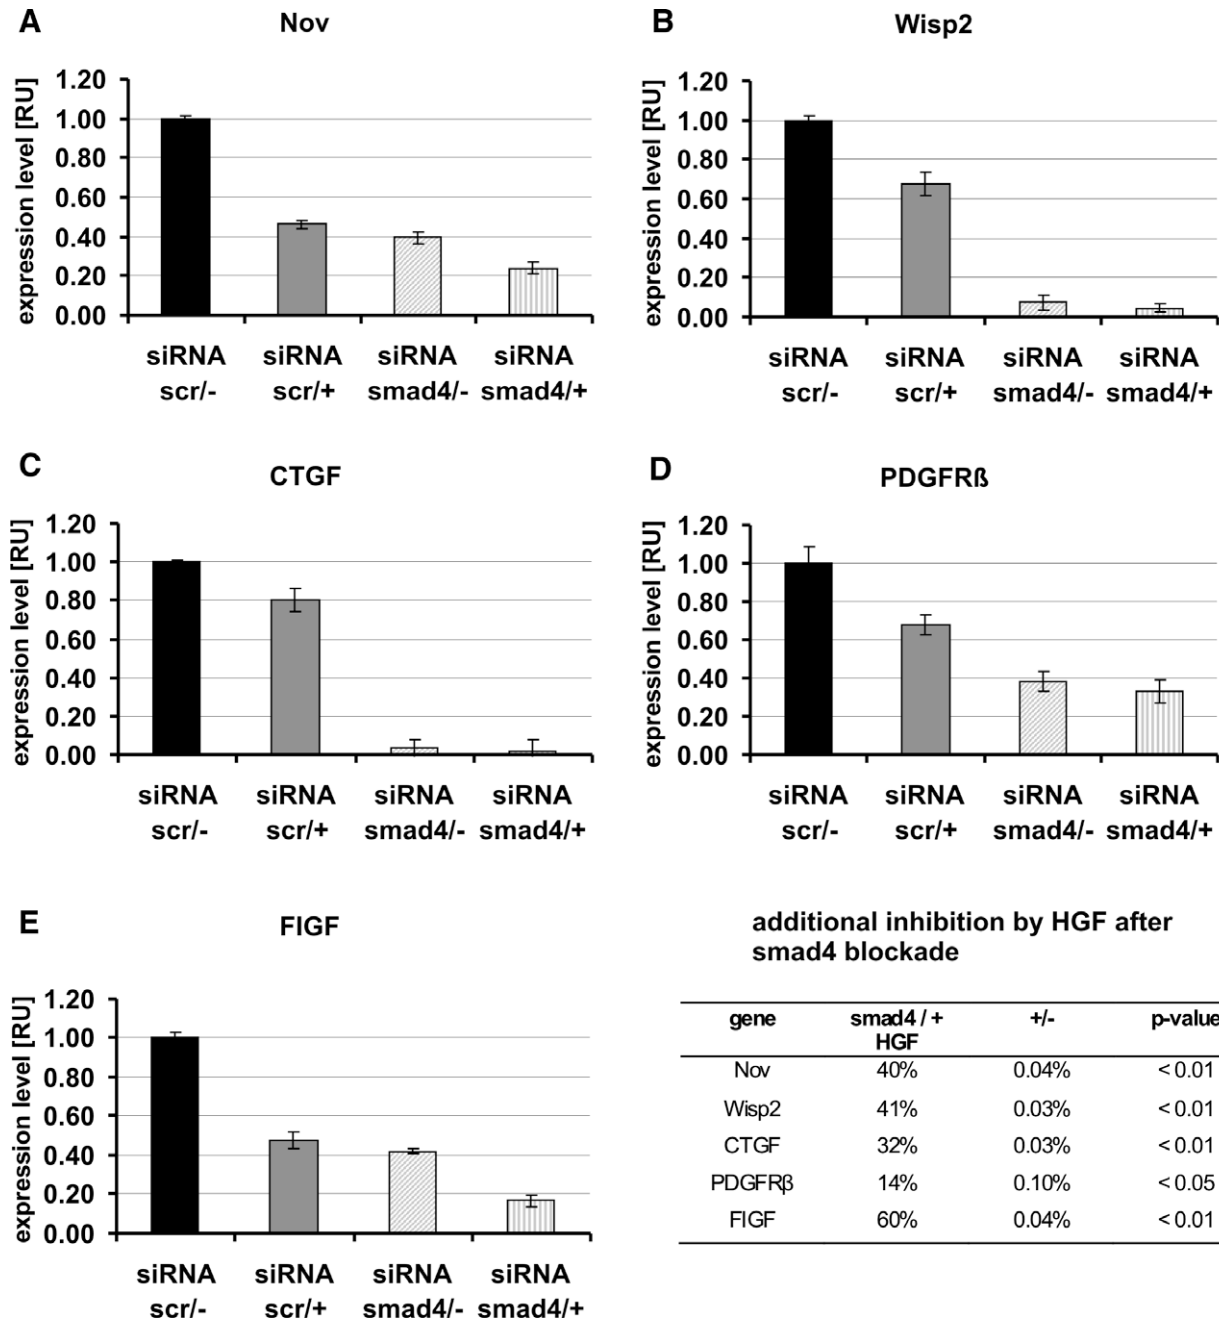 A
Nov
expression level [RU]
1.20
1.00
0.80
0.60
0.40
0.20
0.00
siRNA siRNA siRNA siRNA
scr/- scr/+ smad4/- smad4/+
B
Wisp2
expression level [RU]
1.20
1.00
0.80
0.60
0.40
0.20
0.00
siRNA siRNA siRNA siRNA
scr/- scr/+ smad4/- smad4/+
C
CTGF
expression level [RU]
1.20
1.00
0.80
0.60
0.40
0.20
0.00
siRNA siRNA siRNA siRNA
scr/- scr/+ smad4/- smad4/+
D
PDGFRß
expression level [RU]
1.20
1.00
0.80
0.60
0.40
0.20
0.00
siRNA siRNA siRNA siRNA
scr/- scr/+ smad4/- smad4/+
E
FIGF
expression level [RU]
1.20
1.00
0.80
0.60
0.40
0.20
0.00
siRNA siRNA siRNA siRNA
scr/- scr/+ smad4/- smad4/+
additional inhibition by HGF after
smad4 blockade
gene smad4 / + +/- p-value
HGF
Nov 40% 0.04% < 0.01
Wisp2 41% 0.03% < 0.01
CTGF 32% 0.03% < 0.01
PDGFRβ 14% 0.10% < 0.05
FIGF 60% 0.04% < 0.01